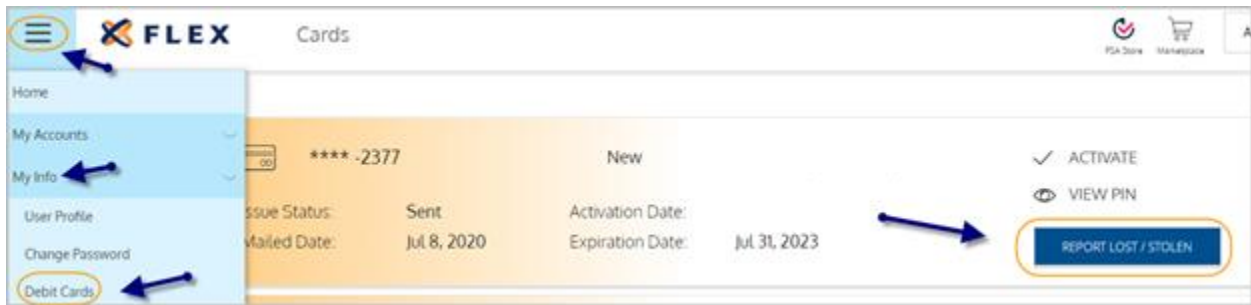 FLEX Cards
FSA Store Marketplace A
Home
My Accounts
My Info
User Profile
Change Password
Debit Cards
**** -2377 New
ssue Status: Sent Activation Date:
Mailed Date: Jul 8, 2020 Expiration Date: Jul 31, 2023
ACTIVATE
VIEW PIN
REPORT LOST / STOLEN